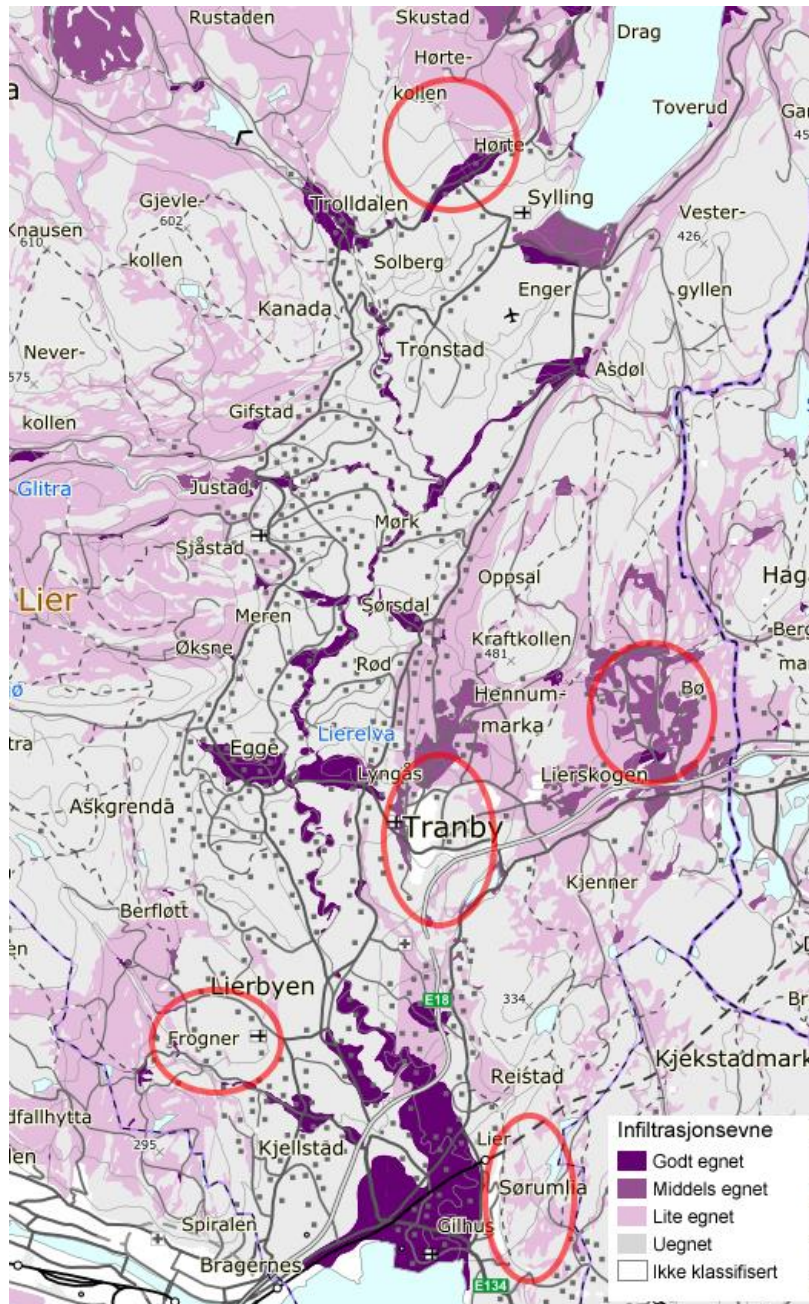 Rustaden
Skustad
Drag
Hørte-
kollen
Toverud
Hørte
Gjevle-
602
Trolldalen
Sylling
Vester-
Knausen
610
426
kollen
Solberg
Enger
gyllen
Kanada
Never-
Tronstad
575
Asdøl
kollen
Gifstad
Glitra
Justad
Mørk
Sjåstad
Oppsal
Lier
Meren
Sørsdal
Kraftkollen
Øksne
481
Rød
Hennum-
Bø
marka
Lierelva
Egge
Lyngås
Lierskogen
Askgrenda
Tranby
Kjenner
Berfløtt
Lierbyen
334
E18
Frogner
Kjekstadmark
Reistad
dfallhytta
295
Kjellstad
Lier
Sørumlia
Spiralen
Gilhus
Bragernes
E134
Infiltrasjonsevne
Godt egnet
Middels egnet
Lite egnet
Uegnet
Ikke klassifisert